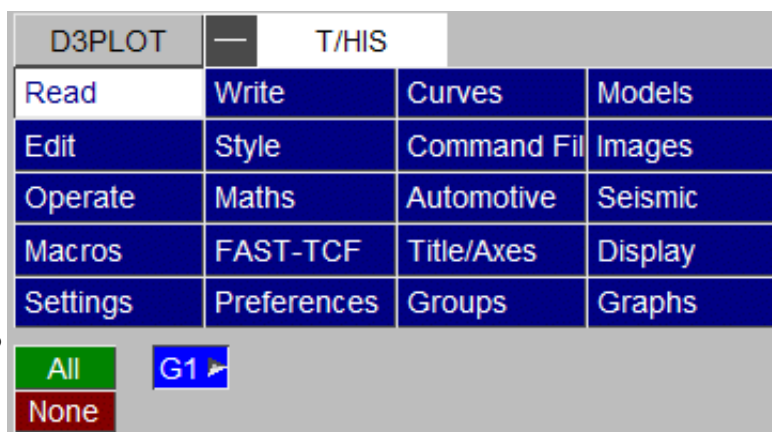 D3PLOT T/HIS
Read Write Curves Models
Edit Style Command Fil Images
Operate Maths Automotive Seismic
Macros FAST-TCF Title/Axes Display
Settings Preferences Groups Graphs
All G1
None